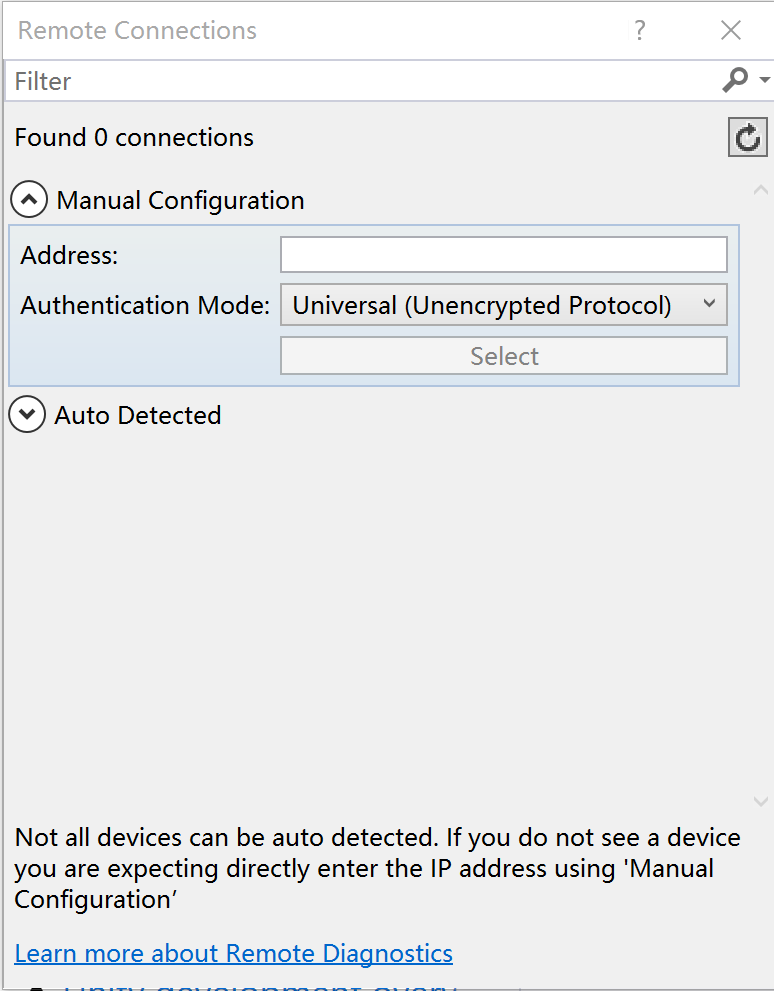 Remote Connections ?
Filter
Found 0 connections
Manual Configuration
Address:
Authentication Mode: Universal (Unencrypted Protocol)
Select
Auto Detected
Not all devices can be auto detected. If you do not see a device
you are expecting directly enter the IP address using 'Manual
Configuration’
Learn more about Remote Diagnostics